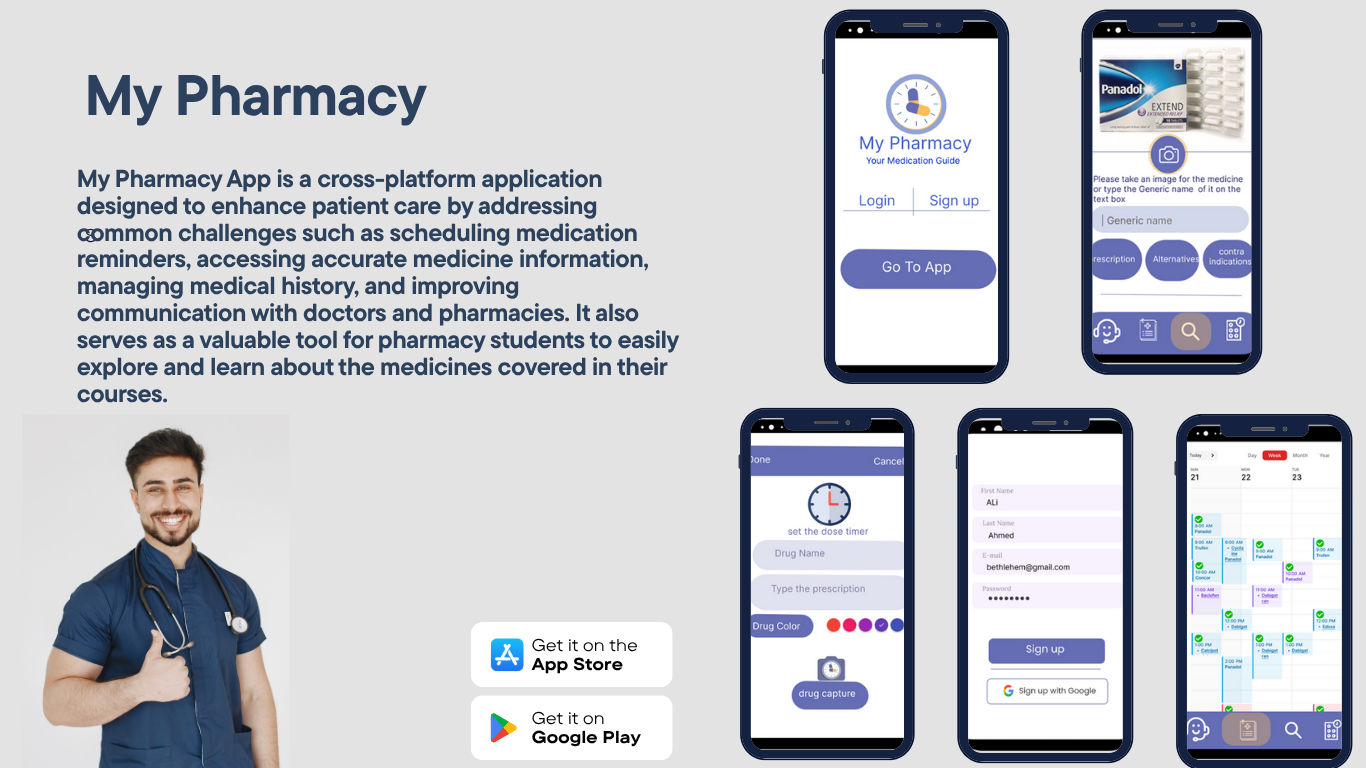 My Pharmacy
My Pharmacy App is a cross-platform application
designed to enhance patient care by addressing
common challenges such as scheduling medication
reminders, accessing accurate medicine information,
managing medical history, and improving
communication with doctors and pharmacies. It also
serves as a valuable tool for pharmacy students to easily
explore and learn about the medicines covered in their
courses.
Get it on the
App Store
Get it on
Google Play
My Pharmacy
Your Medication Guide
Login
Sign up
Go To App
Panadol
EXTEND
EXTENDED RELIEF
Please take an image for the medicine
or type the Generic name of it on the
text box
Generic name
rescription
Alternatives
contra
indications
Done
Cancel
set the dose timer
Drug Name
Type the prescription
Drug Color
drug capture
First Name
ALi
Last Name
Ahmed
E-mail
bethlehem@gmail.com
Password
Sign up
Sign up with Google
Today
Day
Week
Month
Year
SUN
MON
TUE
21
22
23
8:00 AM
Panadol
9:00 AM
Trufen
9:00 AM
Panadol
9:00 AM
Panadol
9:00 AM
Trufen
10:00 AM
Concor
10:00 AM
Panadol
11:00 AM
Baclofen
11:00 AM
12:00 PM
12:00 PM
1:00 PM
1:00 PM
1:00 PM
2:00 PM
Panadol